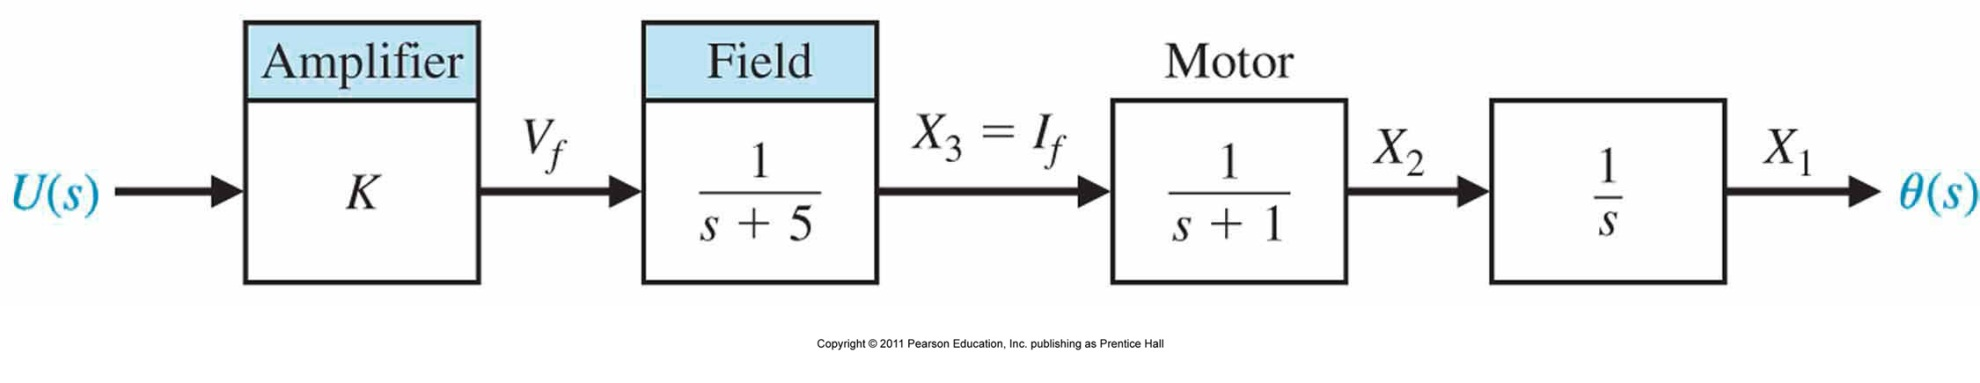 Amplifier
Field
Motor
U(s)
K
V_f
1
s + 5
X_3 = I_f
1
s + 1
X_2
1
s
X_1
θ(s)
Copyright © 2011 Pearson Education, Inc. publishing as Prentice Hall